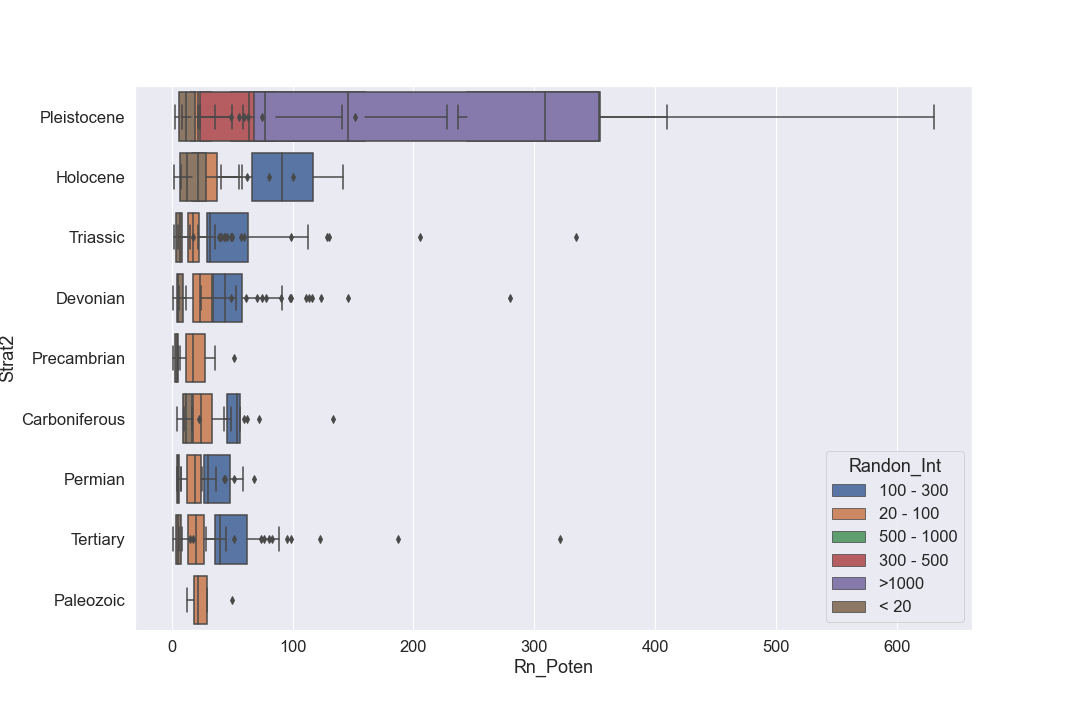 Pleistocene
Holocene
Triassic
Devonian
Precambrian
Carboniferous
Permian
Tertiary
Paleozoic
Strat2
Randon_Int
100 - 300
20 - 100
500 - 1000
300 - 500
>1000
< 20
0 100 200 300 400 500 600
Rn_Poten